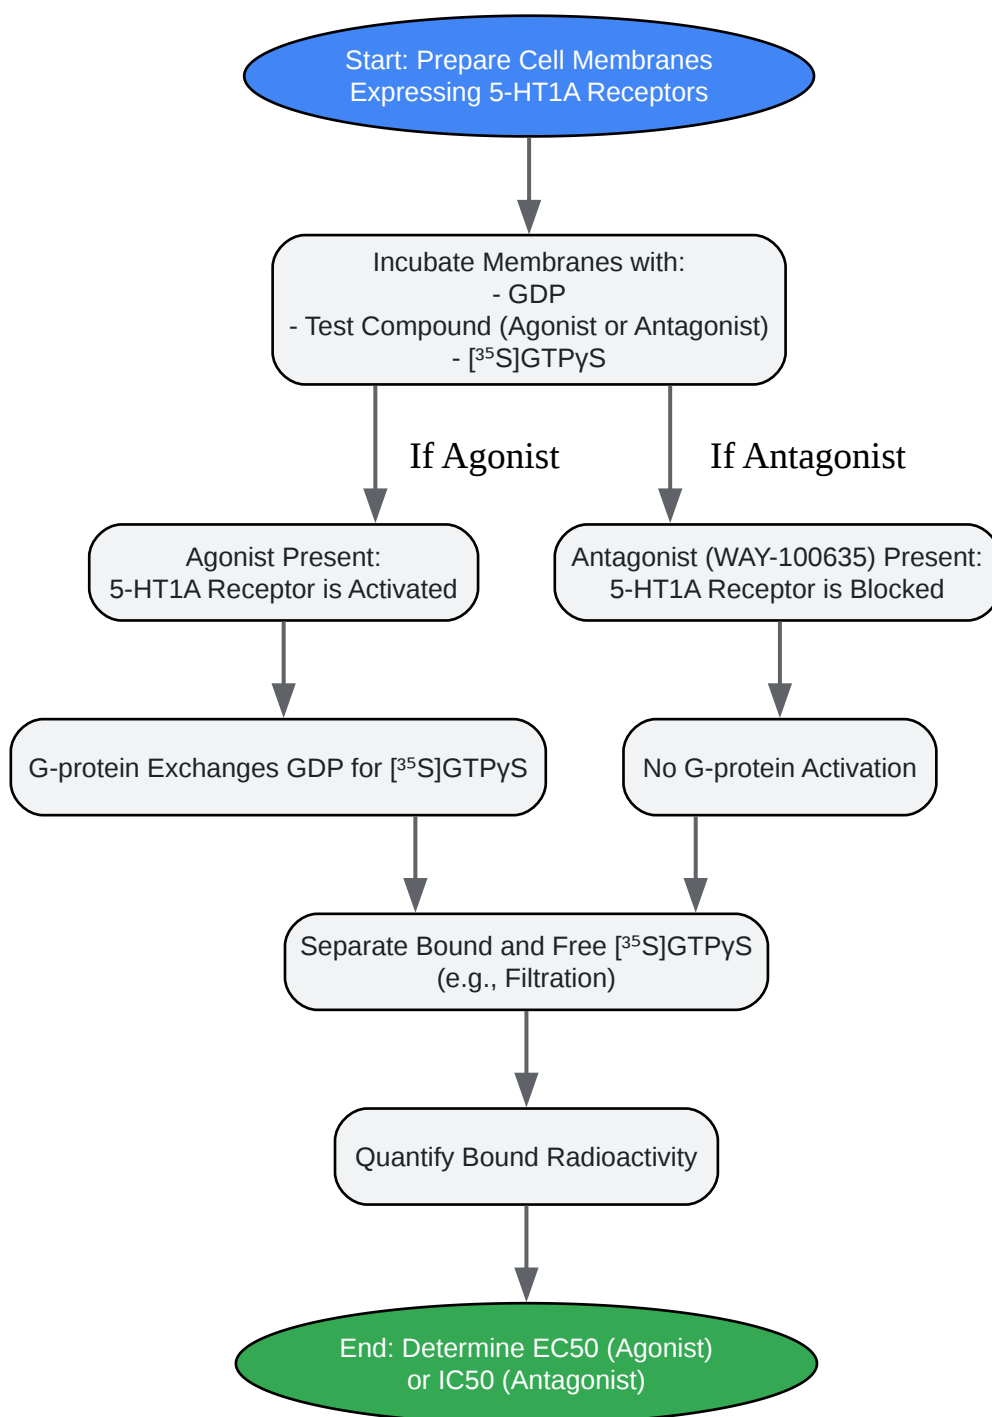 Start: Prepare Cell Membranes
Expressing 5-HT1A Receptors
Incubate Membranes with:
- GDP
- Test Compound (Agonist or Antagonist)
- [³⁵S]GTPγS
If Agonist
If Antagonist
Agonist Present:
5-HT1A Receptor is Activated
Antagonist (WAY-100635) Present:
5-HT1A Receptor is Blocked
G-protein Exchanges GDP for [³⁵S]GTPγS
No G-protein Activation
Separate Bound and Free [³⁵S]GTPγS
(e.g., Filtration)
Quantify Bound Radioactivity
End: Determine EC50 (Agonist)
or IC50 (Antagonist)